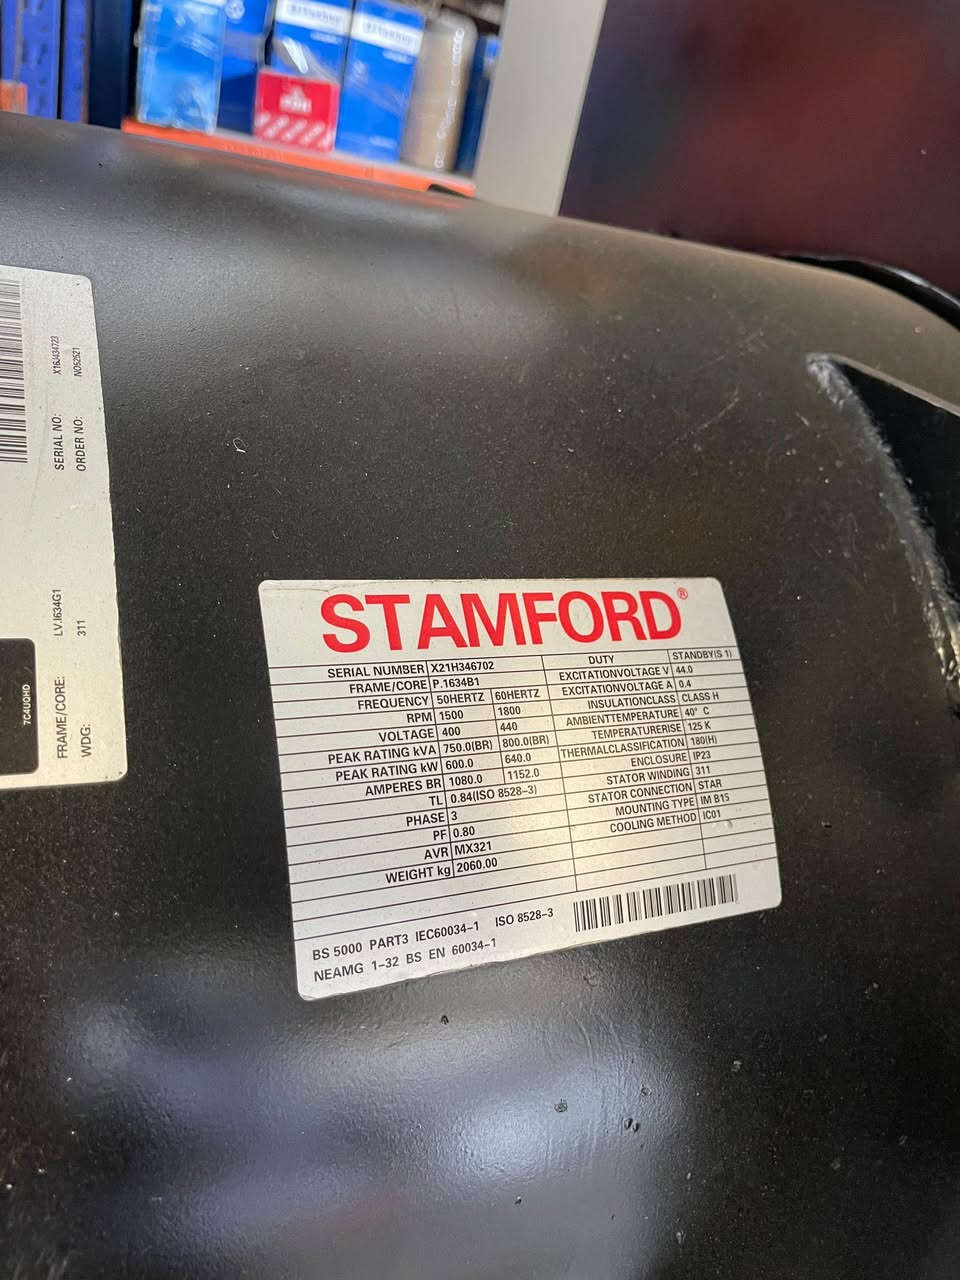 STAMFORD®
SERIAL NUMBER X21H346702 DUTY STANDBY(S 1)
FRAME/CORE P.1634B1 EXCITATIONVOLTAGE V 44.0
FREQUENCY 50HERTZ 60HERTZ EXCITATIONVOLTAGE A 0.4
RPM 1500 1800 INSULATIONCLASS CLASS H
VOLTAGE 400 440 AMBIENTTEMPERATURE 40° C
PEAK RATING kVA 750.0(BR) 800.0(BR) TEMPERATURERISE 125 K
PEAK RATING kW 600.0 640.0 THERMALCLASSIFICATION 180(H)
AMPERES BR 1080.0 1152.0 ENCLOSURE IP23
TL 0.84(ISO 8528-3) STATOR WINDING 311
PHASE 3 STATOR CONNECTION STAR
PF 0.80 MOUNTING TYPE IM B15
AVR MX321 COOLING METHOD IC01
WEIGHT kg 2060.00
BS 5000 PART3 IEC60034-1 ISO 8528-3
NEAMG 1-32 BS EN 60034-1
SERIAL NO: X16J434723
ORDER NO: NO52521
FRAME/CORE: LV.I634G1
WDG: 311
7C4UQHD